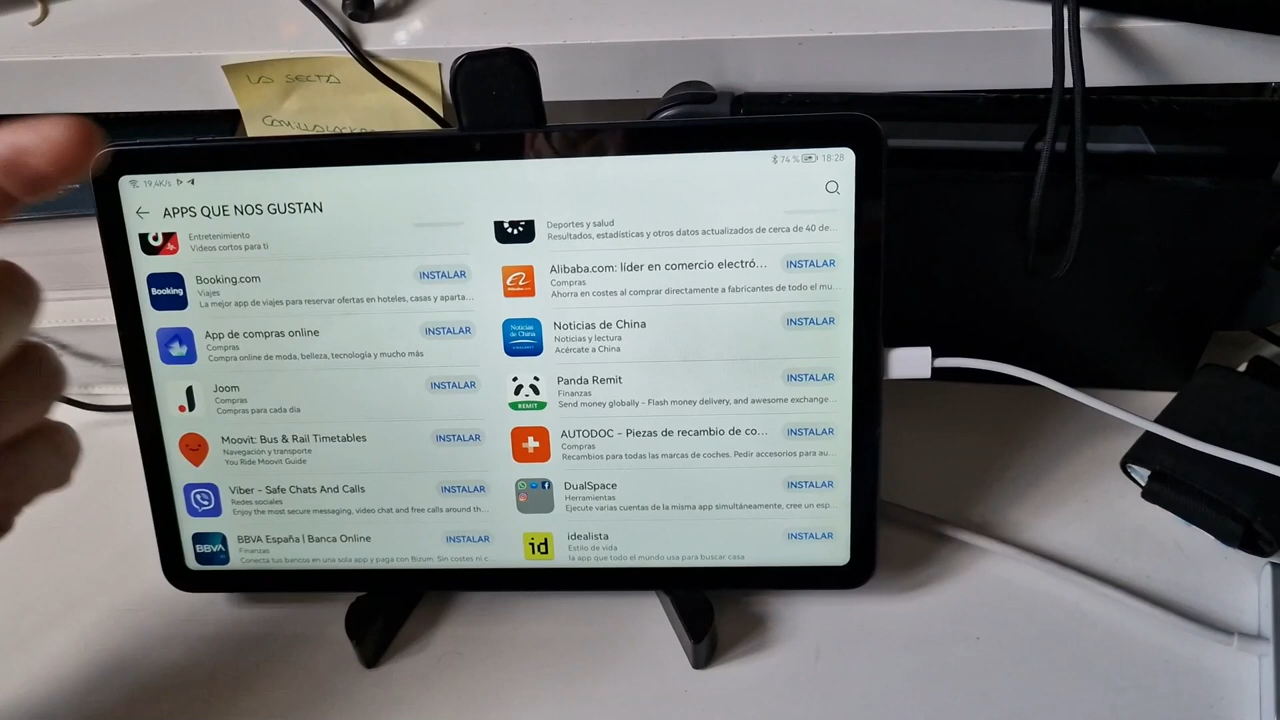 LA SECTA
19,4K/s
74 % 18:28
APPS QUE NOS GUSTAN
Entretenimiento
Videos cortos para ti
Booking
Booking.com
INSTALAR
Viajes
La mejor app de viajes para reservar ofertas en hoteles, casas y aparta...
App de compras online
INSTALAR
Compras
Compra online de moda, belleza, tecnología y mucho más
Joom
INSTALAR
Compras
Compras para cada día
Moovit: Bus & Rail Timetables
INSTALAR
Navegación y transporte
You Ride Moovit Guide
Viber – Safe Chats And Calls
INSTALAR
Redes sociales
Enjoy the most secure messaging, video chat and free calls around th...
BBVA
BBVA España | Banca Online
INSTALAR
Finanzas
Conecta tus bancos en una sola app y paga con Bizum. Sin costes ni c...
Deportes y salud
Resultados, estadísticas y otros datos actualizados de cerca de 40 de...
Alibaba.com: líder en comercio electró...
INSTALAR
Compras
Ahorra en costes al comprar directamente a fabricantes de todo el mu...
Noticias
de China
Noticias de China
INSTALAR
Noticias y lectura
Acércate a China
REMIT
Panda Remit
INSTALAR
Finanzas
Send money globally - Flash money delivery, and awesome exchange...
AUTODOC – Piezas de recambio de co...
INSTALAR
Compras
Recambios para todas las marcas de coches. Pedir accesorios para au...
DualSpace
INSTALAR
Herramientas
Ejecute varias cuentas de la misma app simultáneamente, cree un esp...
id
idealista
INSTALAR
Estilo de vida
la app que todo el mundo usa para buscar casa